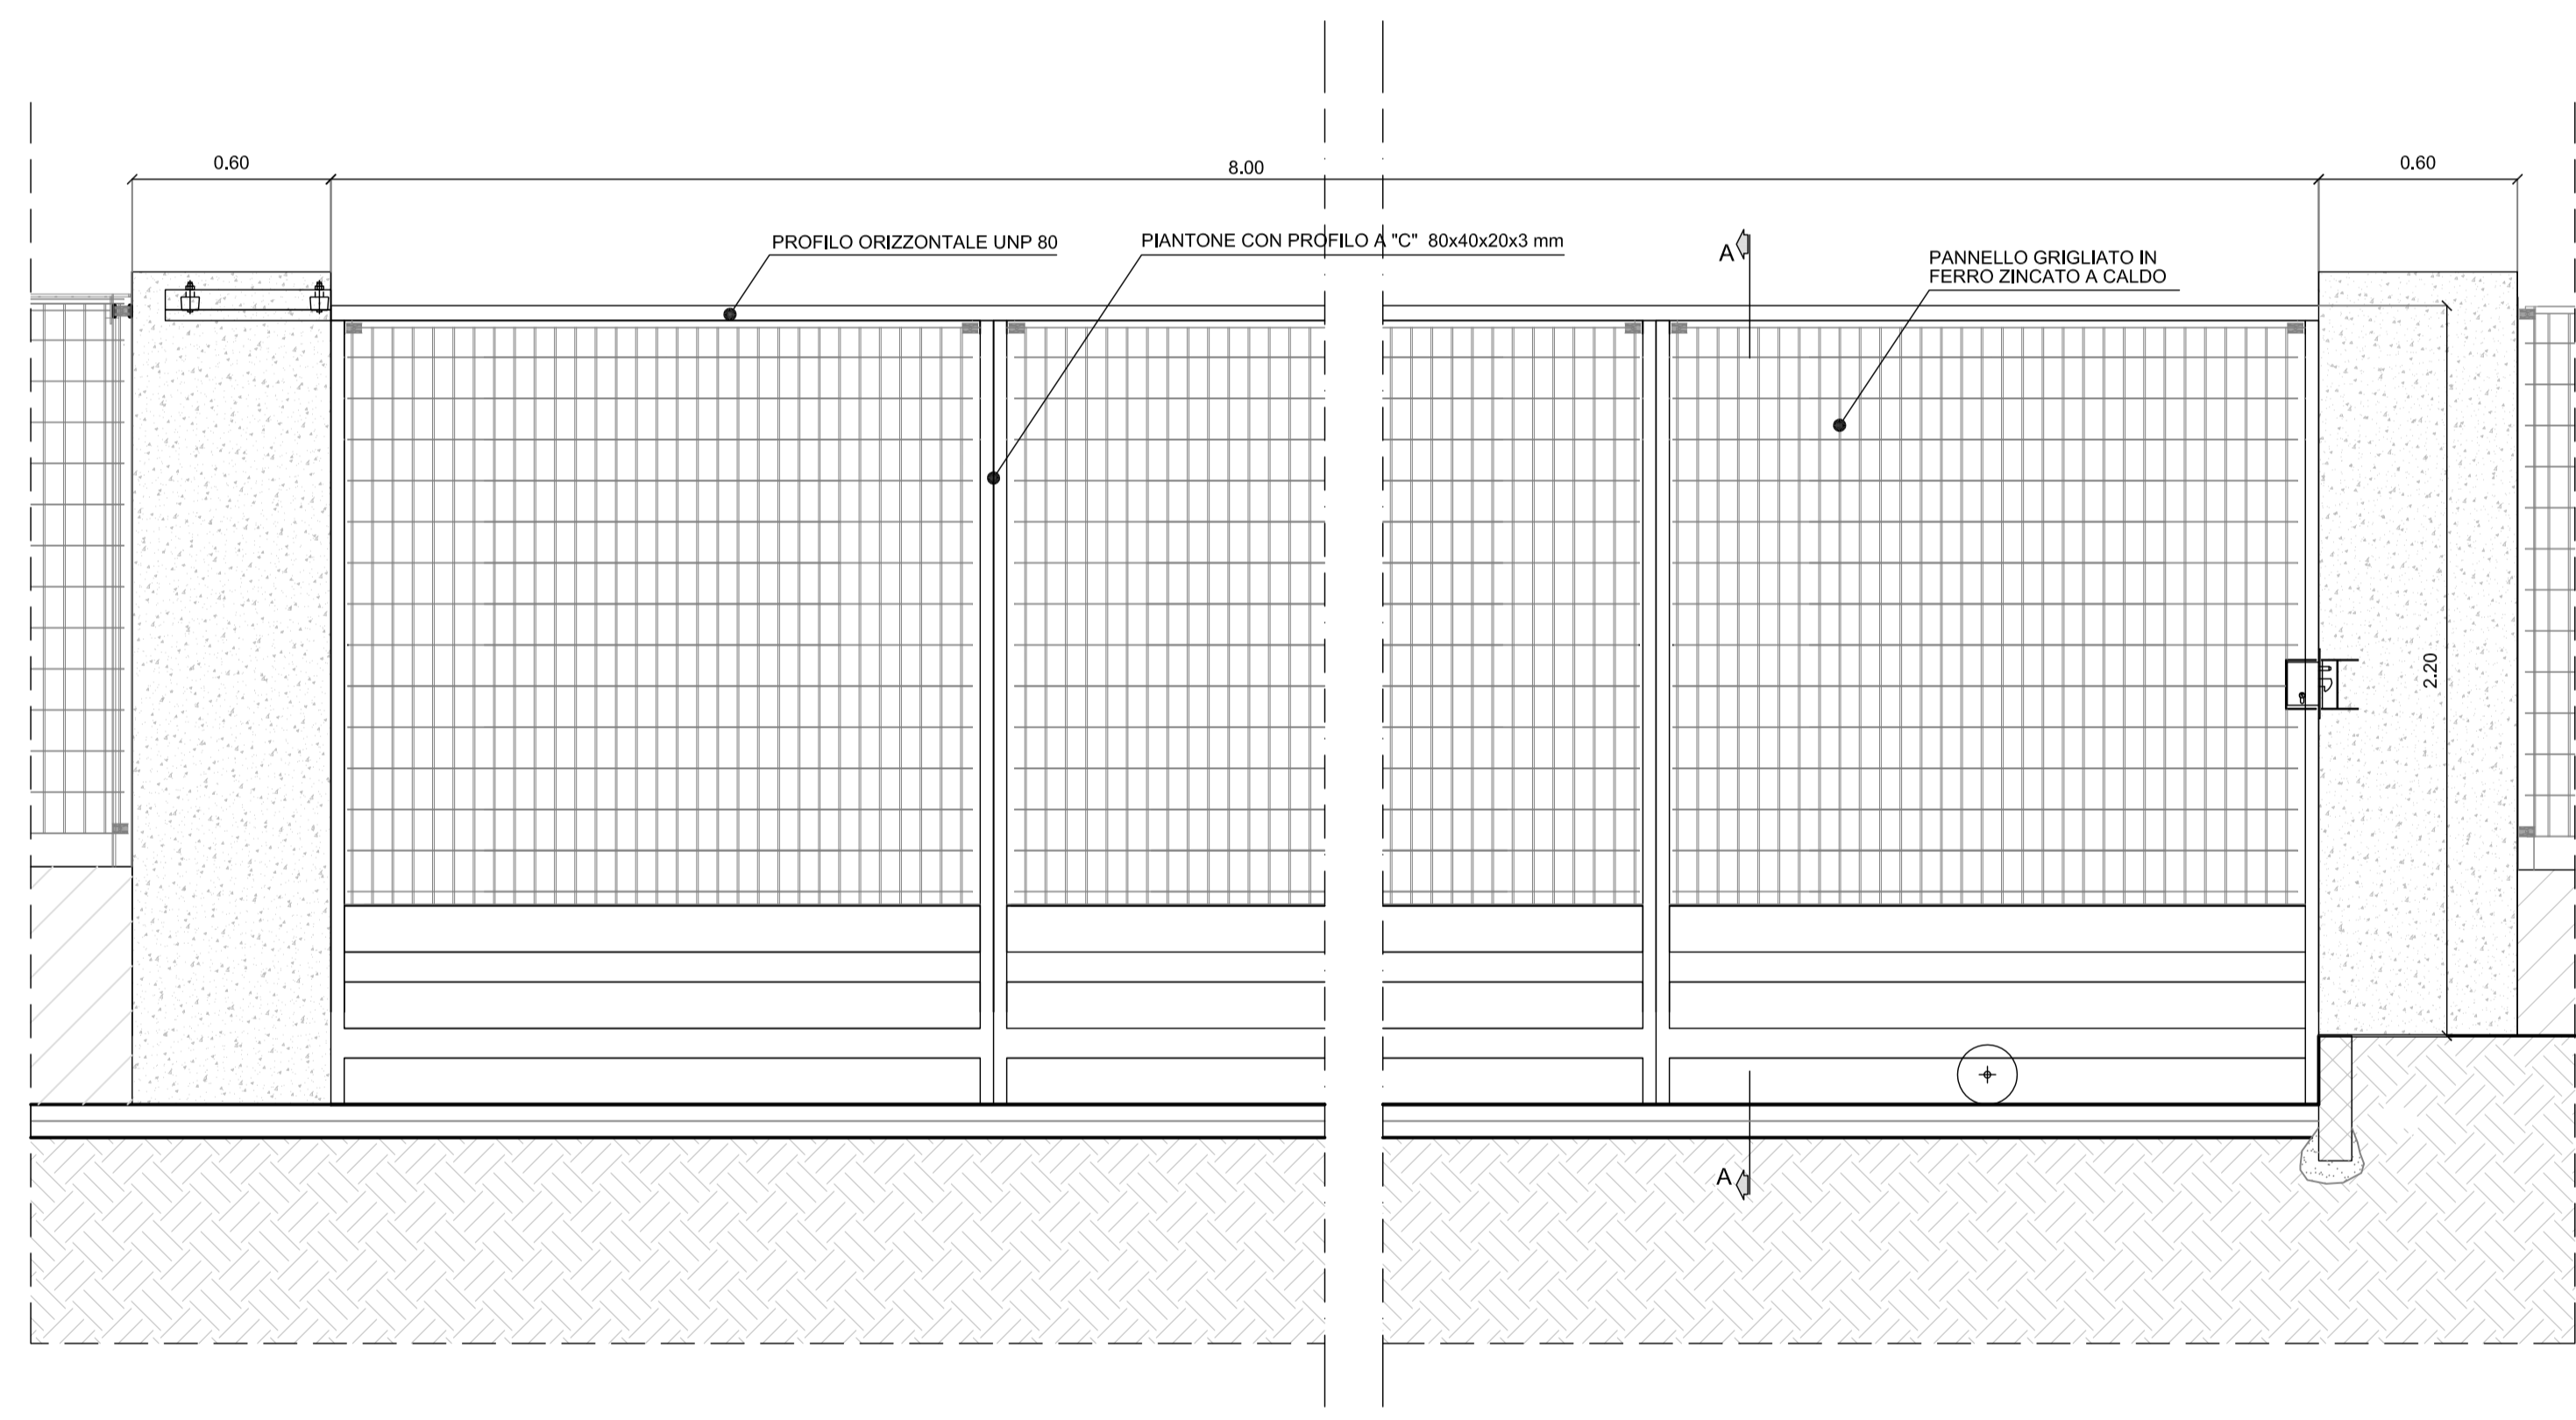 0.60
8.00
0.60
PROFILO ORIZZONTALE UNP 80
PIANTONE CON PROFILO A "C" 80x40x20x3 mm
A
PANNELLO GRIGLIATO IN
FERRO ZINCATO A CALDO
2.20
A